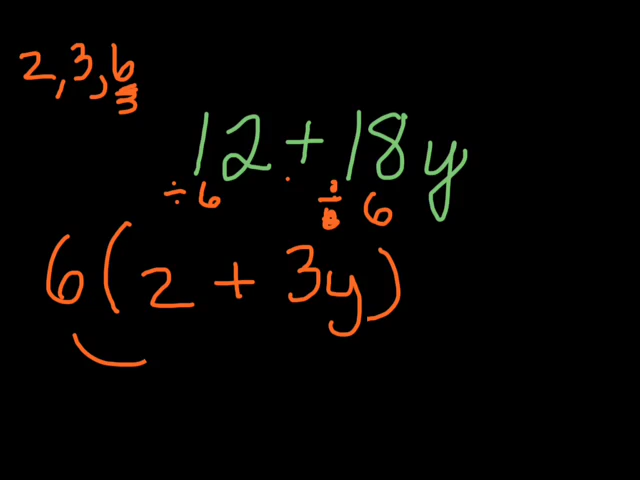 2, 3, 6
12 + 18y
÷ 6 ÷ 6
6(2 + 3y)